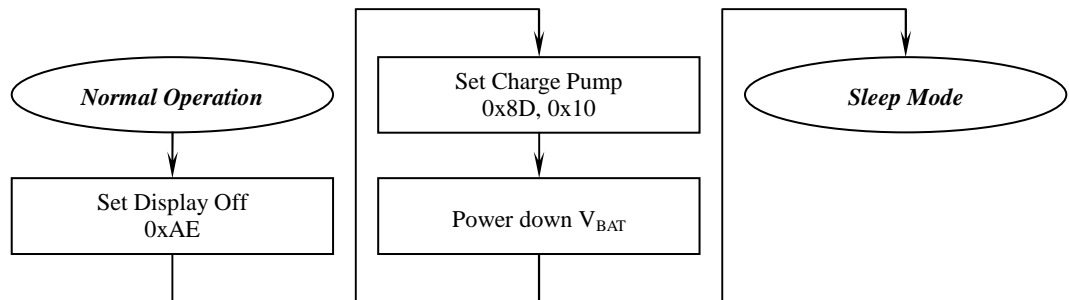 Normal Operation
Set Display Off
0xAE
Set Charge Pump
0x8D, 0x10
Power down VBAT
Sleep Mode